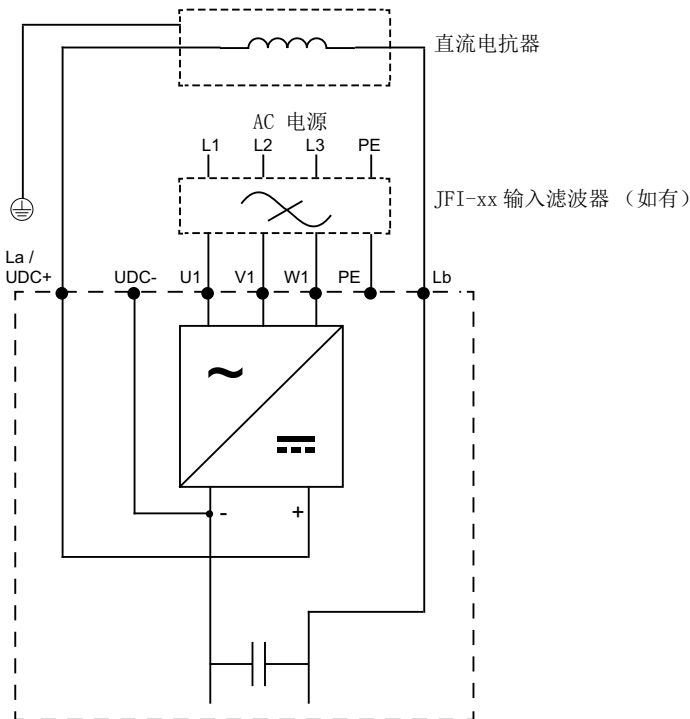 直流电抗器
AC 电源
L1 L2 L3 PE
JFI-xx 输入滤波器 （如有）
La /
UDC+ UDC- U1 V1 W1 PE Lb
~
- +